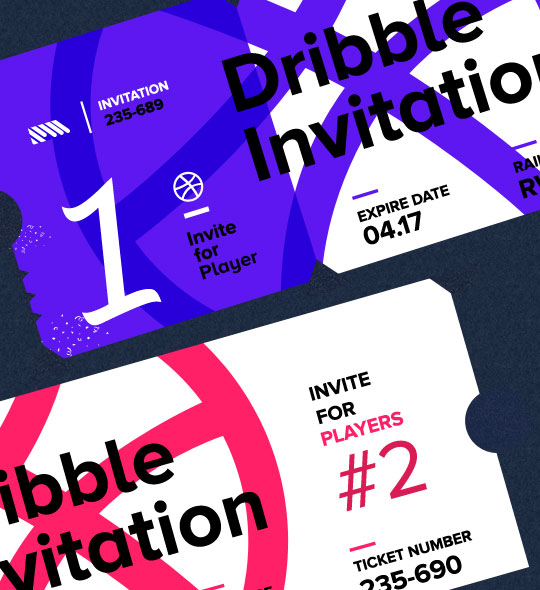 INVITATION
235-689
1
Invite
for
Player
Dribble
Invitation
EXPIRE DATE
04.17
ibble
vitation
INVITE
FOR
PLAYERS
#2
TICKET NUMBER
235-690